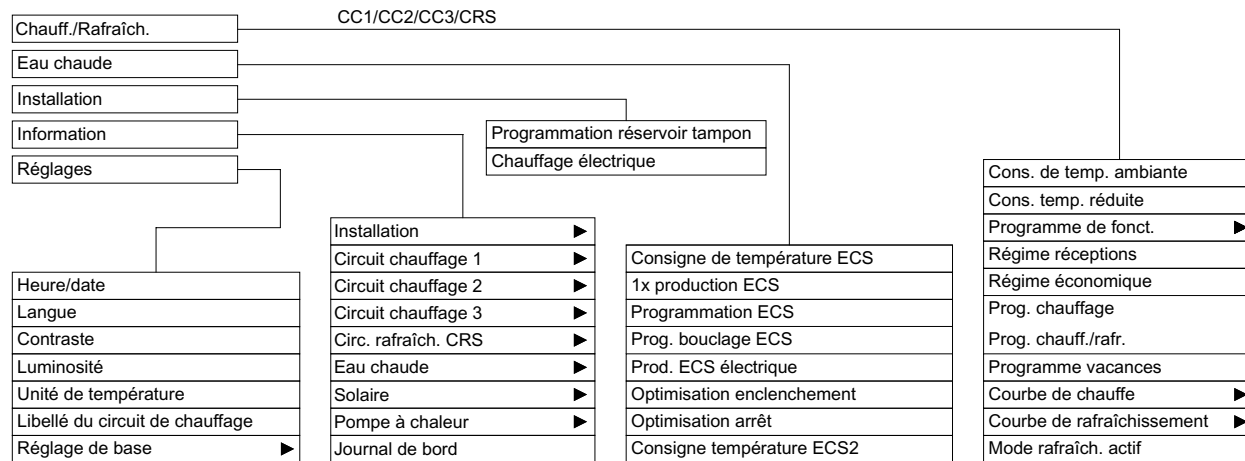 CC1/CC2/CC3/CRS
Chauff./Rafraîch.
Eau chaude
Installation
Information
Réglages
Programmation réservoir tampon
Chauffage électrique
Heure/date
Langue
Contraste
Luminosité
Unité de température
Libellé du circuit de chauffage
Réglage de base
Installation
Circuit chauffage 1
Circuit chauffage 2
Circuit chauffage 3
Circ. rafraîch. CRS
Eau chaude
Solaire
Pompe à chaleur
Journal de bord
Consigne de température ECS
1x production ECS
Programmation ECS
Prog. bouclage ECS
Prod. ECS électrique
Optimisation enclenchement
Optimisation arrêt
Consigne température ECS2
Cons. de temp. ambiante
Cons. temp. réduite
Programme de fonct.
Régime réceptions
Régime économique
Prog. chauffage
Prog. chauff./rafr.
Programme vacances
Courbe de chauffe
Courbe de rafraîchissement
Mode rafraîch. actif